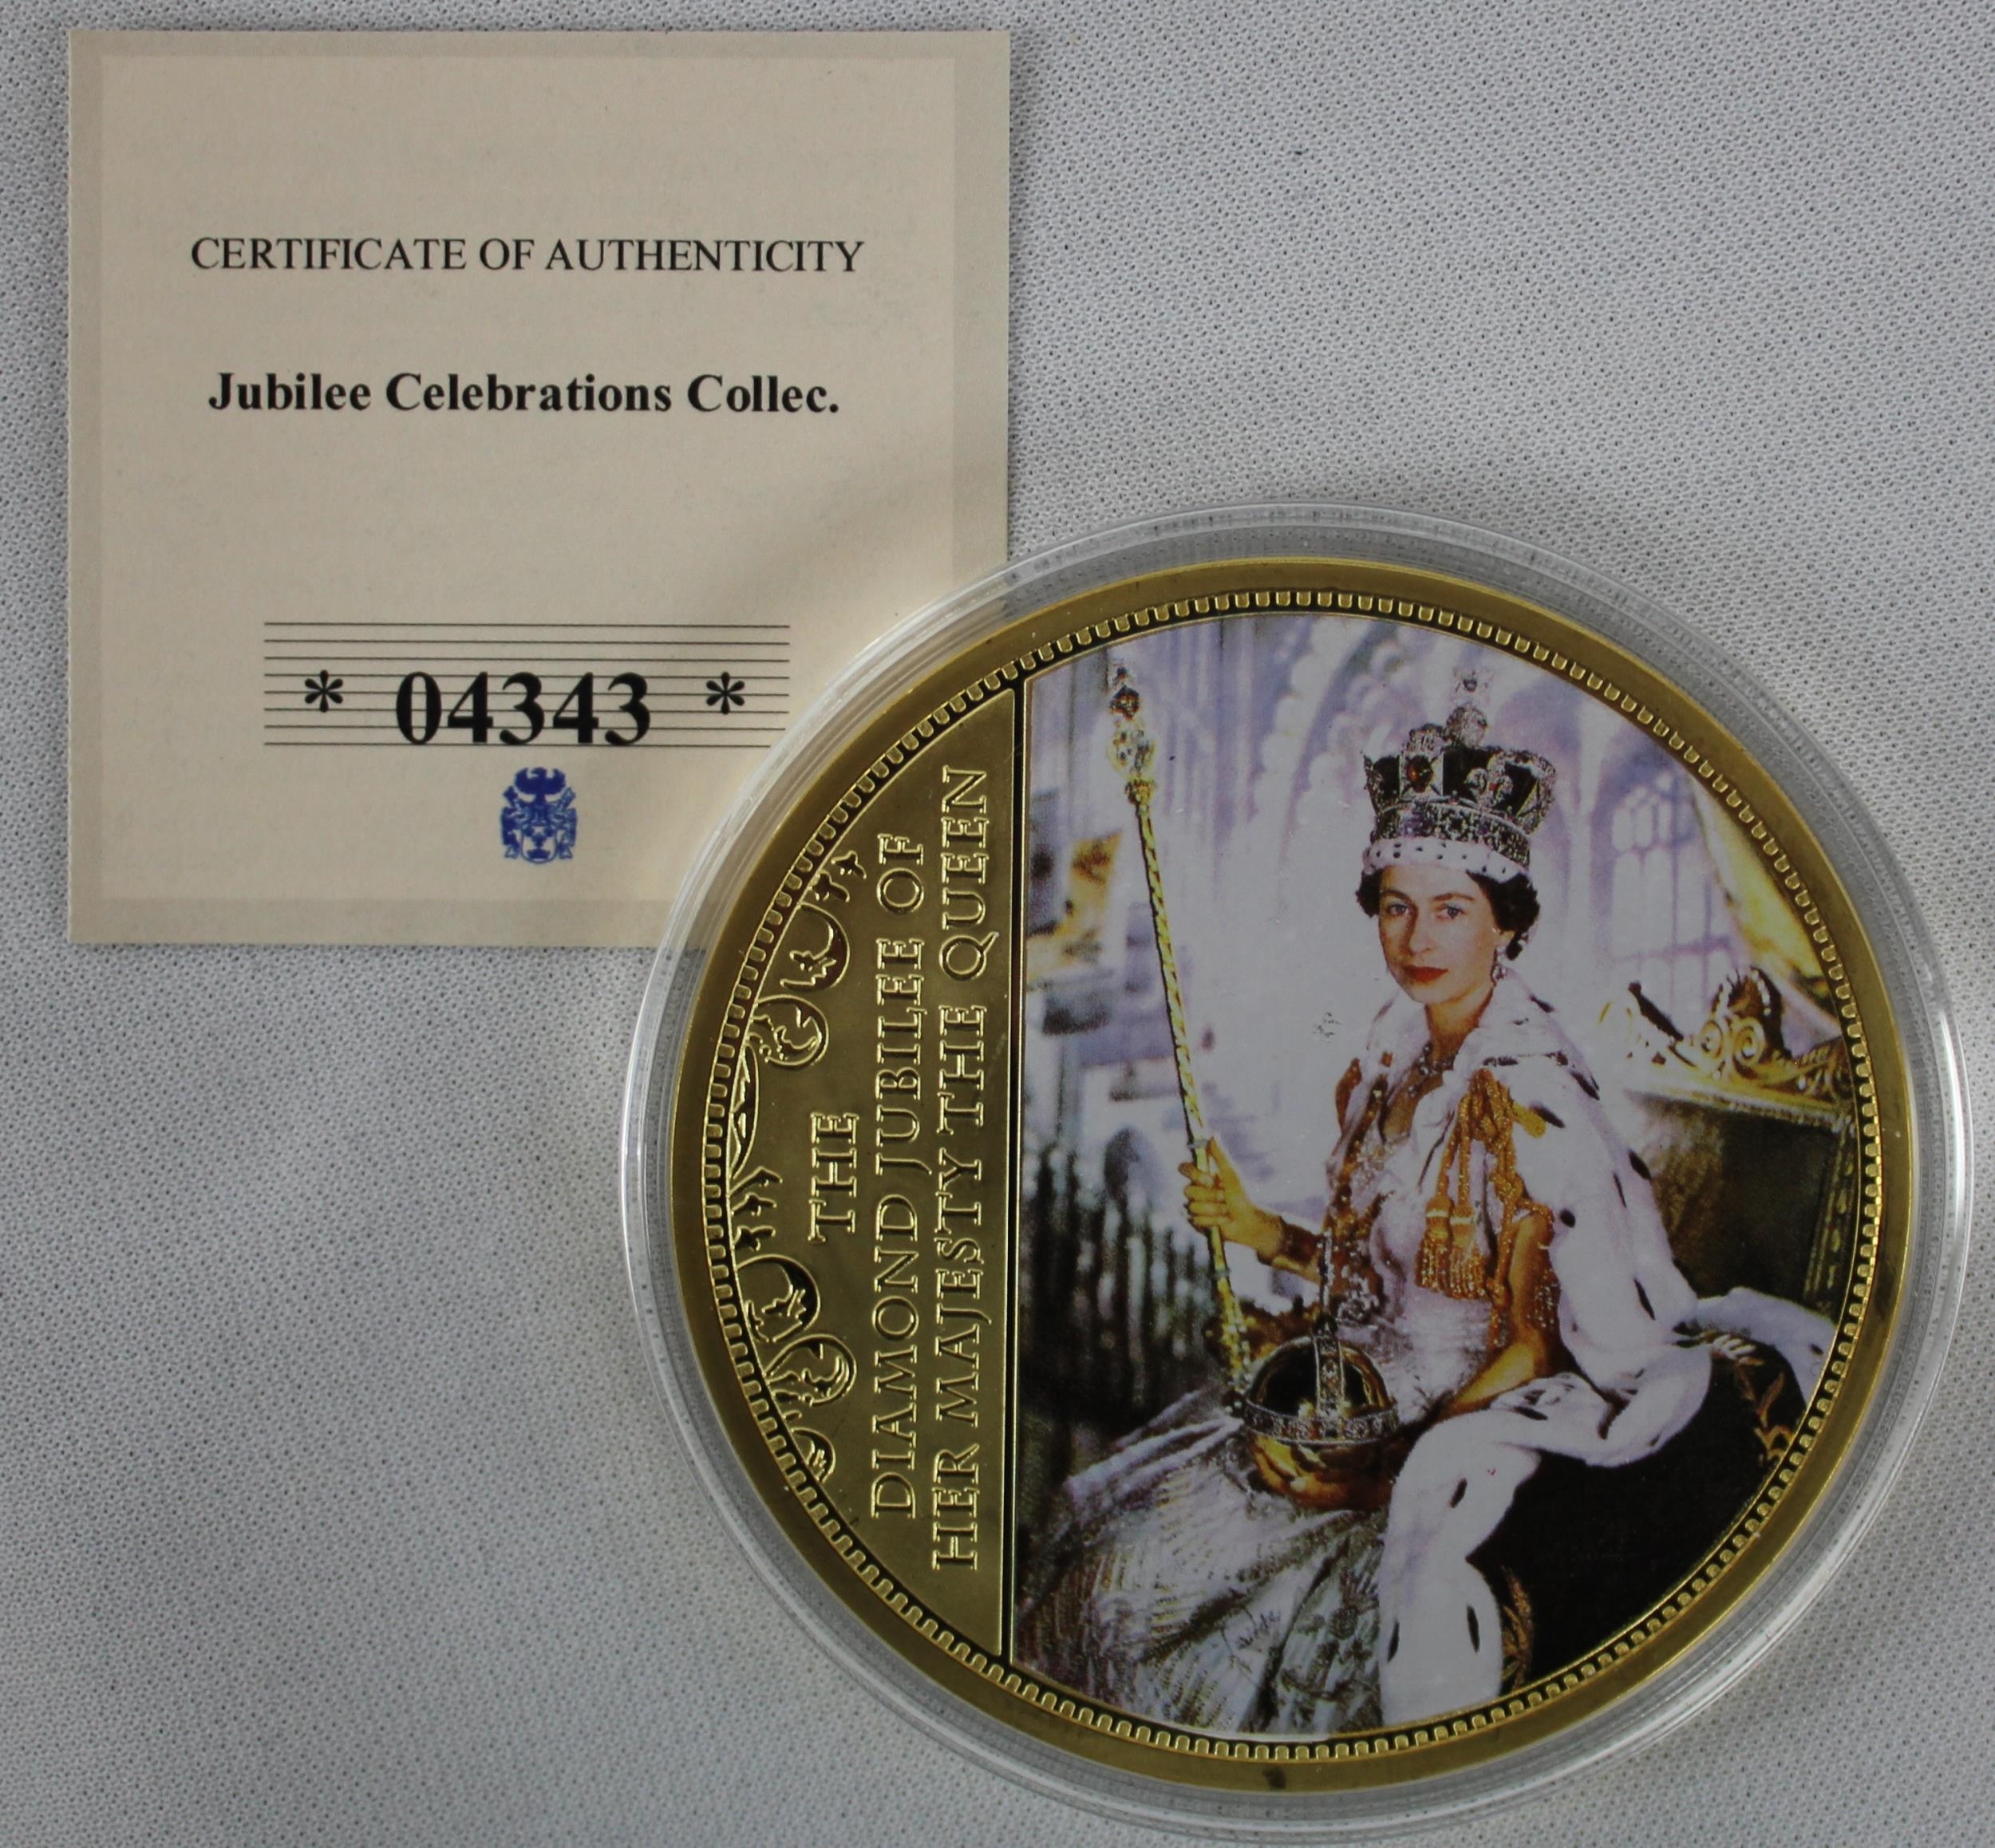 CERTIFICATE OF AUTHENTICITY
Jubilee Celebrations Collec.
* 04343 *
THE
DIAMOND JUBILEE OF
HER MAJESTY THE QUEEN